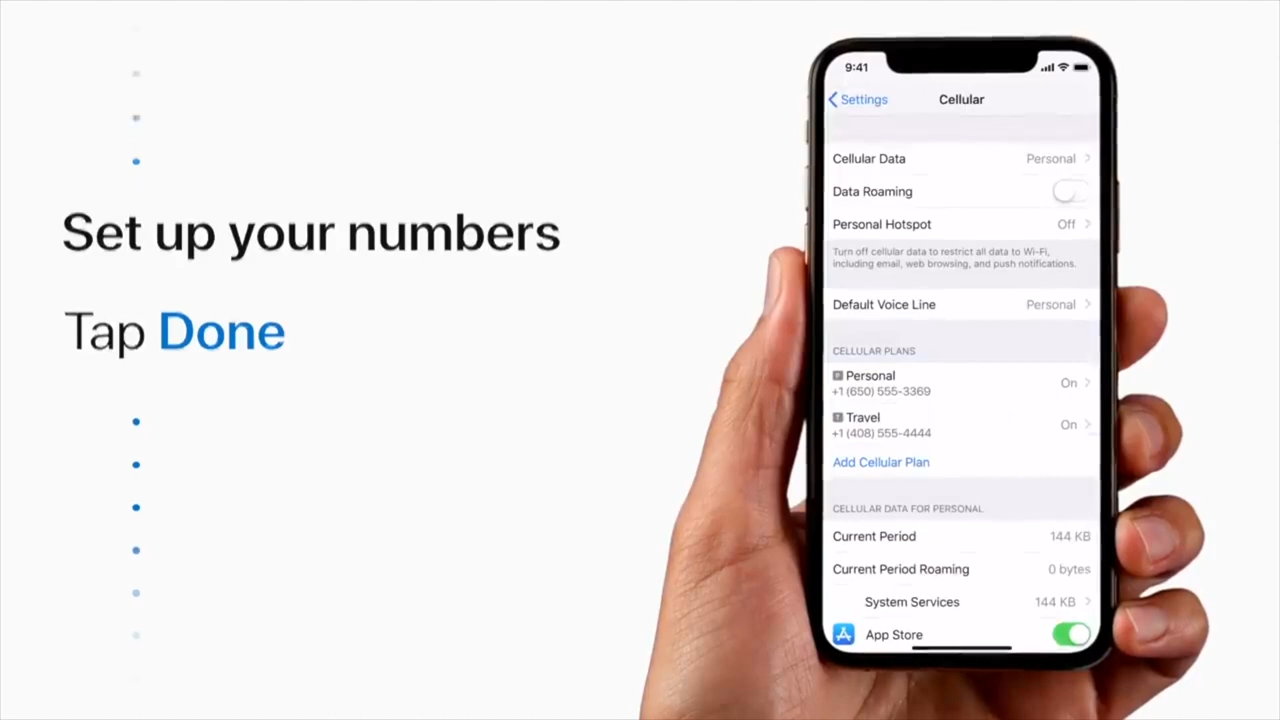 Set up your numbers
Tap Done
9:41
Settings
Cellular
Cellular Data Personal
Data Roaming
Personal Hotspot Off
Turn off cellular data to restrict all data to Wi-Fi,
including email, web browsing, and push notifications.
Default Voice Line Personal
CELLULAR PLANS
P Personal
+1 (650) 555-3369 On
T Travel
+1 (408) 555-4444 On
Add Cellular Plan
CELLULAR DATA FOR PERSONAL
Current Period 144 KB
Current Period Roaming 0 bytes
System Services 144 KB
App Store